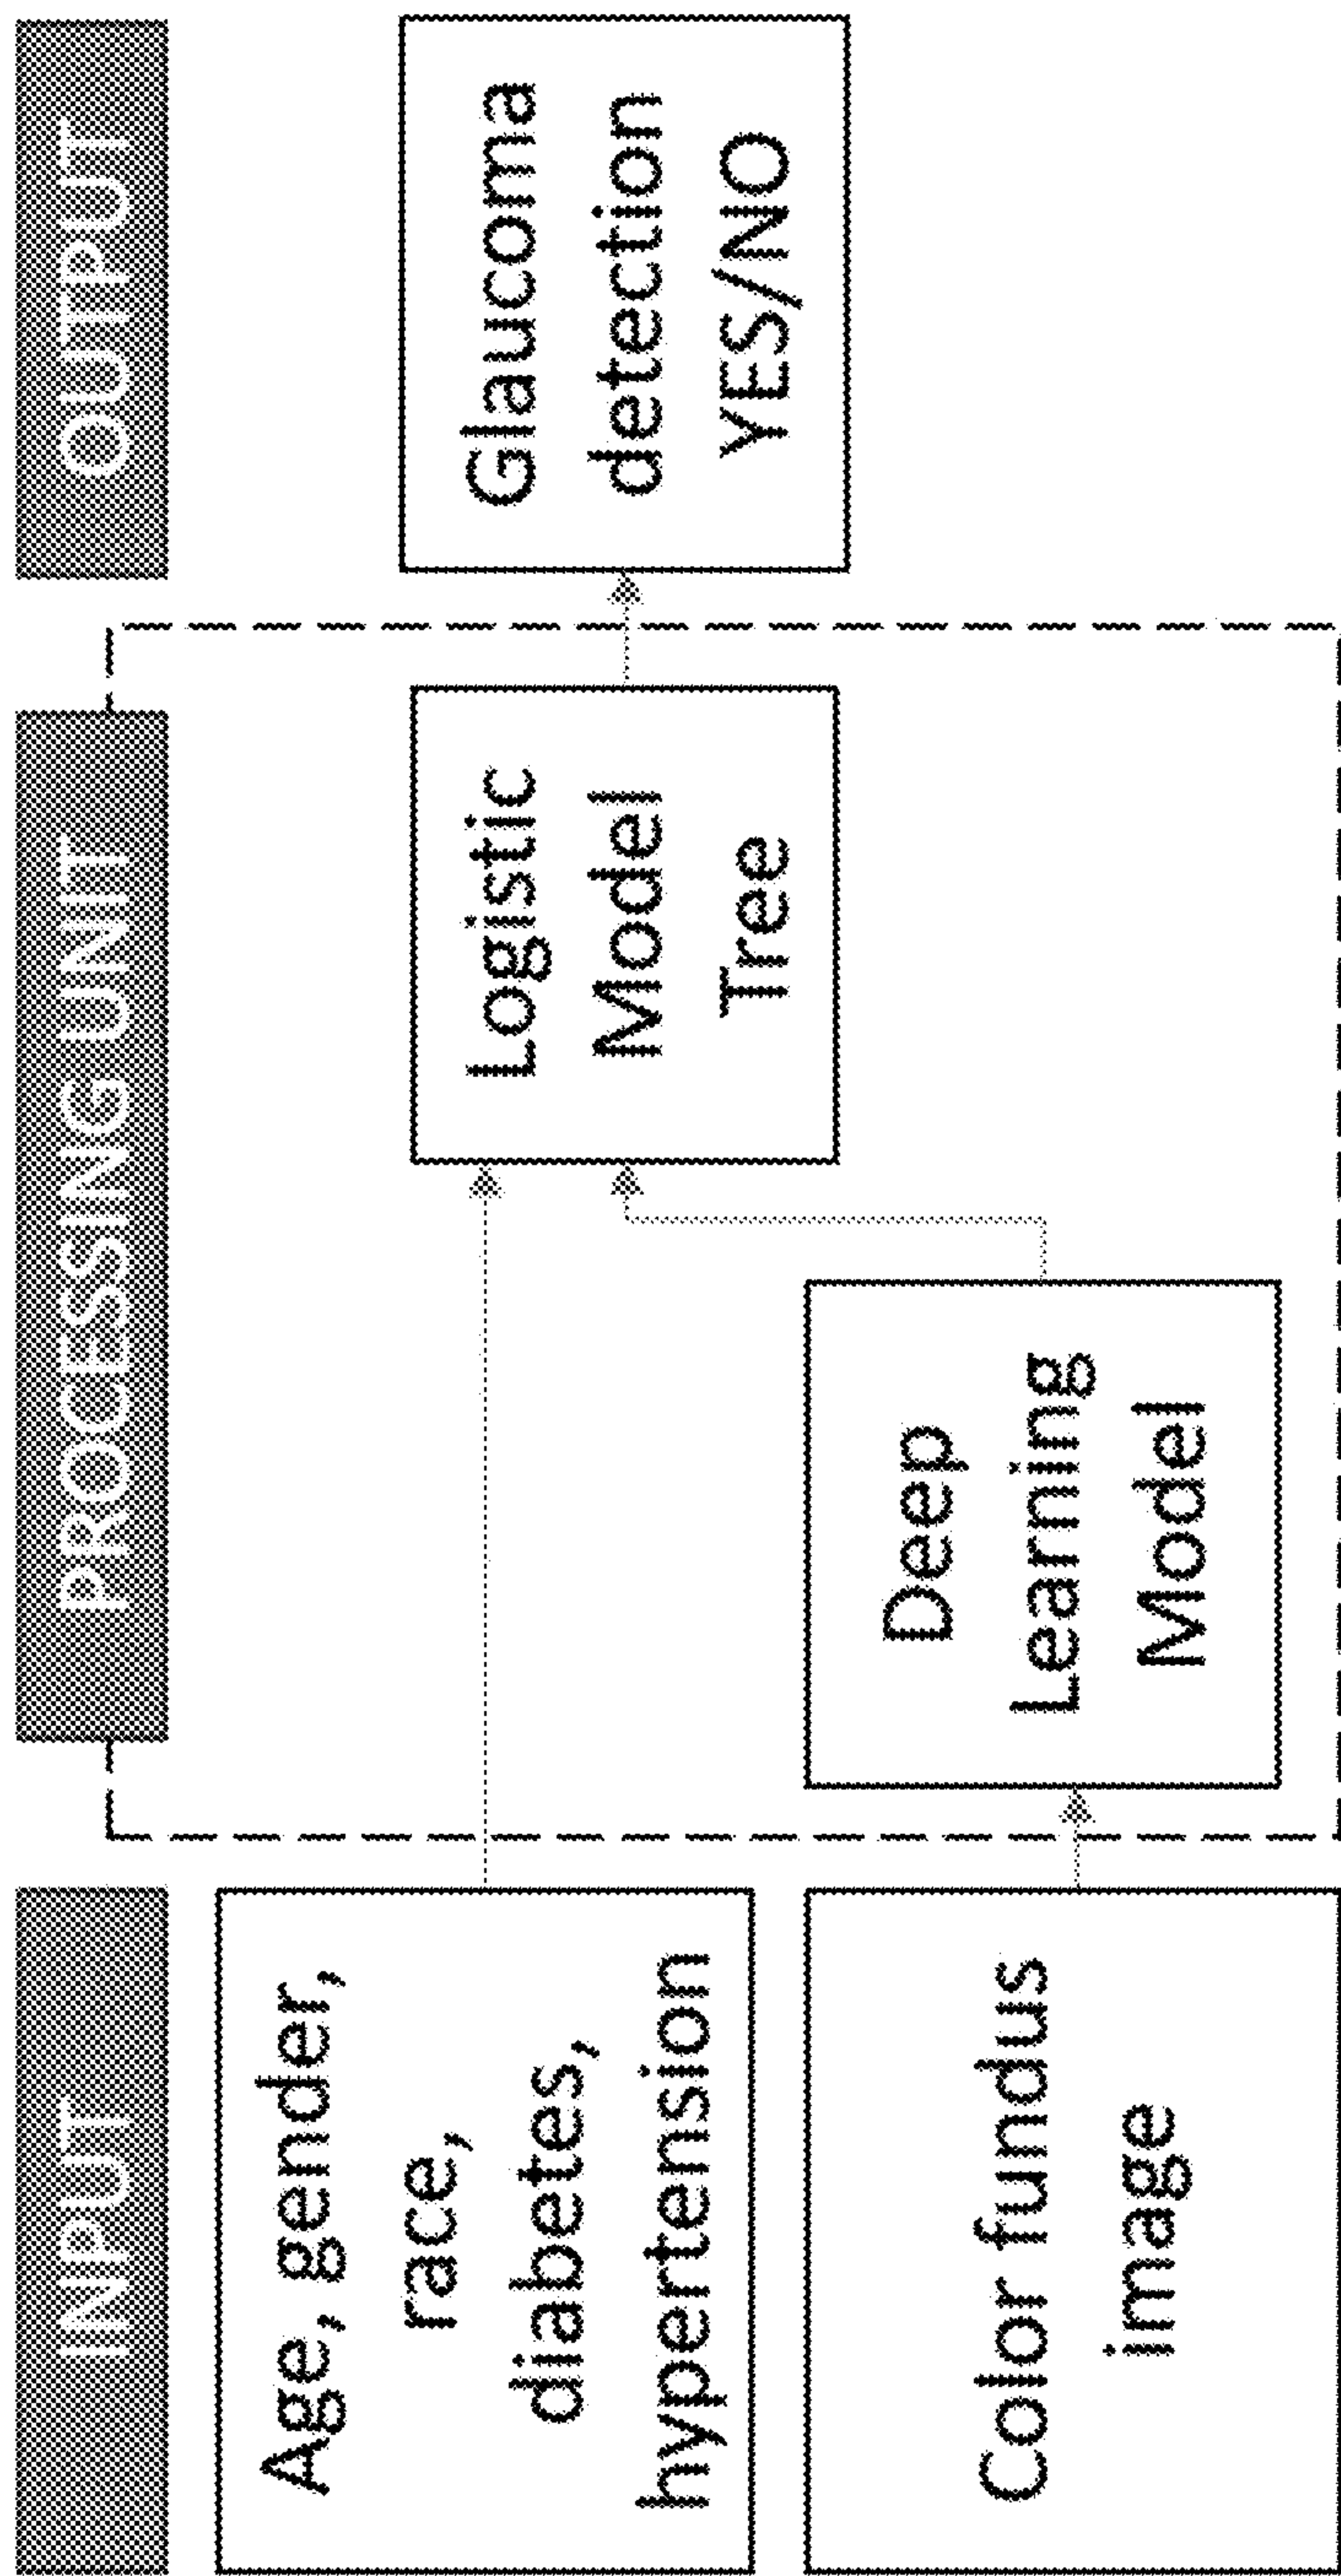 INPUT
PROCESSING UNIT
OUTPUT
Age, gender,
race,
diabetes,
hypertension
Color fundus
image
Deep
Learning
Model
Logistic
Model
Tree
Glaucoma
detection
YES/NO